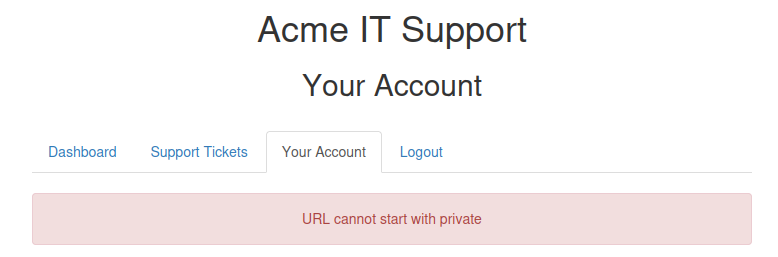 Acme IT Support
Your Account
Dashboard Support Tickets Your Account Logout
URL cannot start with private